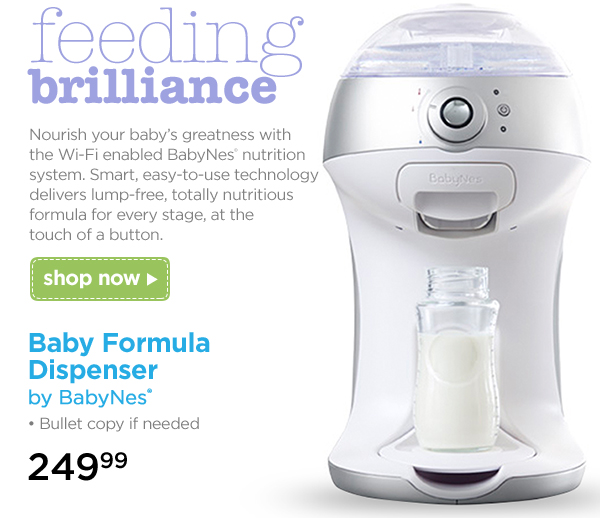 feeding
brilliance
Nourish your baby's greatness with
the Wi-Fi enabled BabyNes® nutrition
system. Smart, easy-to-use technology
delivers lump-free, totally nutritious
formula for every stage, at the
touch of a button.
shop now ▸
Baby Formula
Dispenser
by BabyNes®
• Bullet copy if needed
249⁹⁹
BabyNes